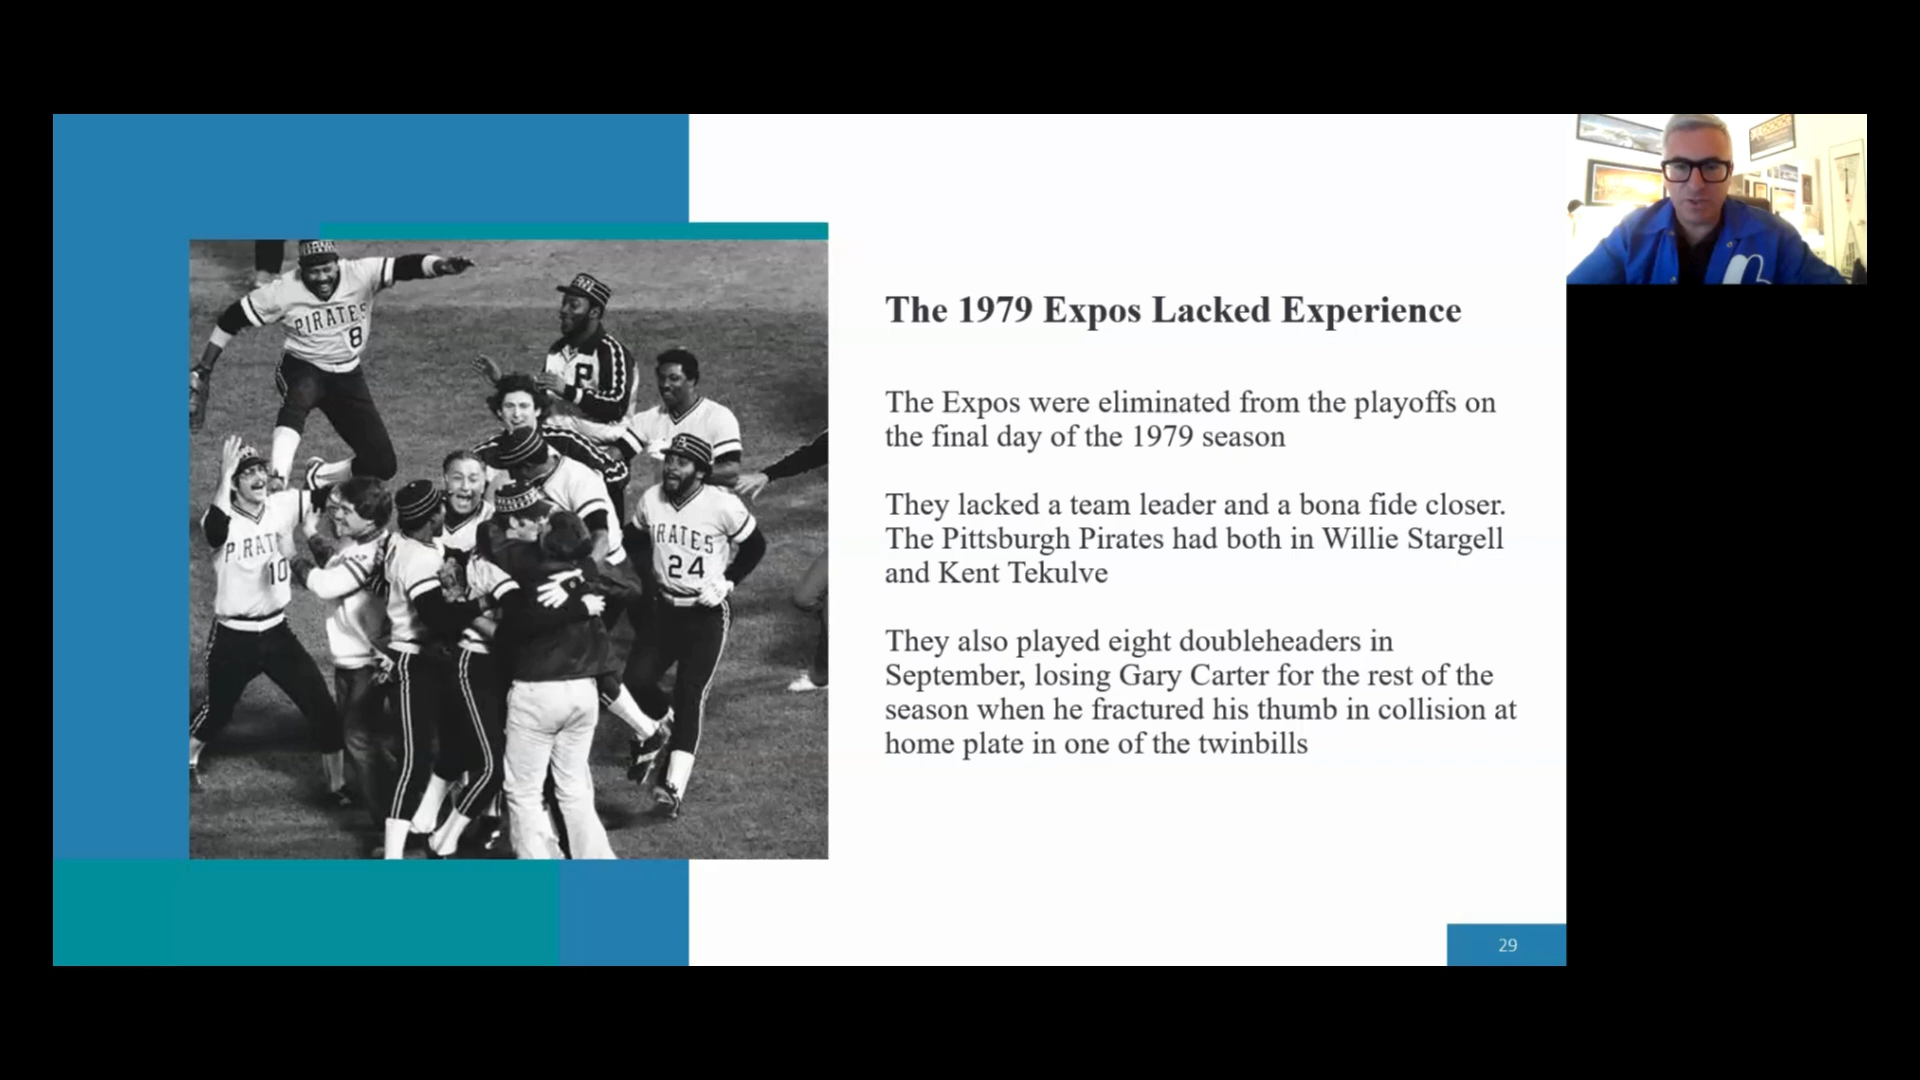 The 1979 Expos Lacked Experience
The Expos were eliminated from the playoffs on
the final day of the 1979 season
They lacked a team leader and a bona fide closer.
The Pittsburgh Pirates had both in Willie Stargell
and Kent Tekulve
They also played eight doubleheaders in
September, losing Gary Carter for the rest of the
season when he fractured his thumb in collision at
home plate in one of the twinbills
PIRATES
8
P
PIRAT
10
IRATES
24
29